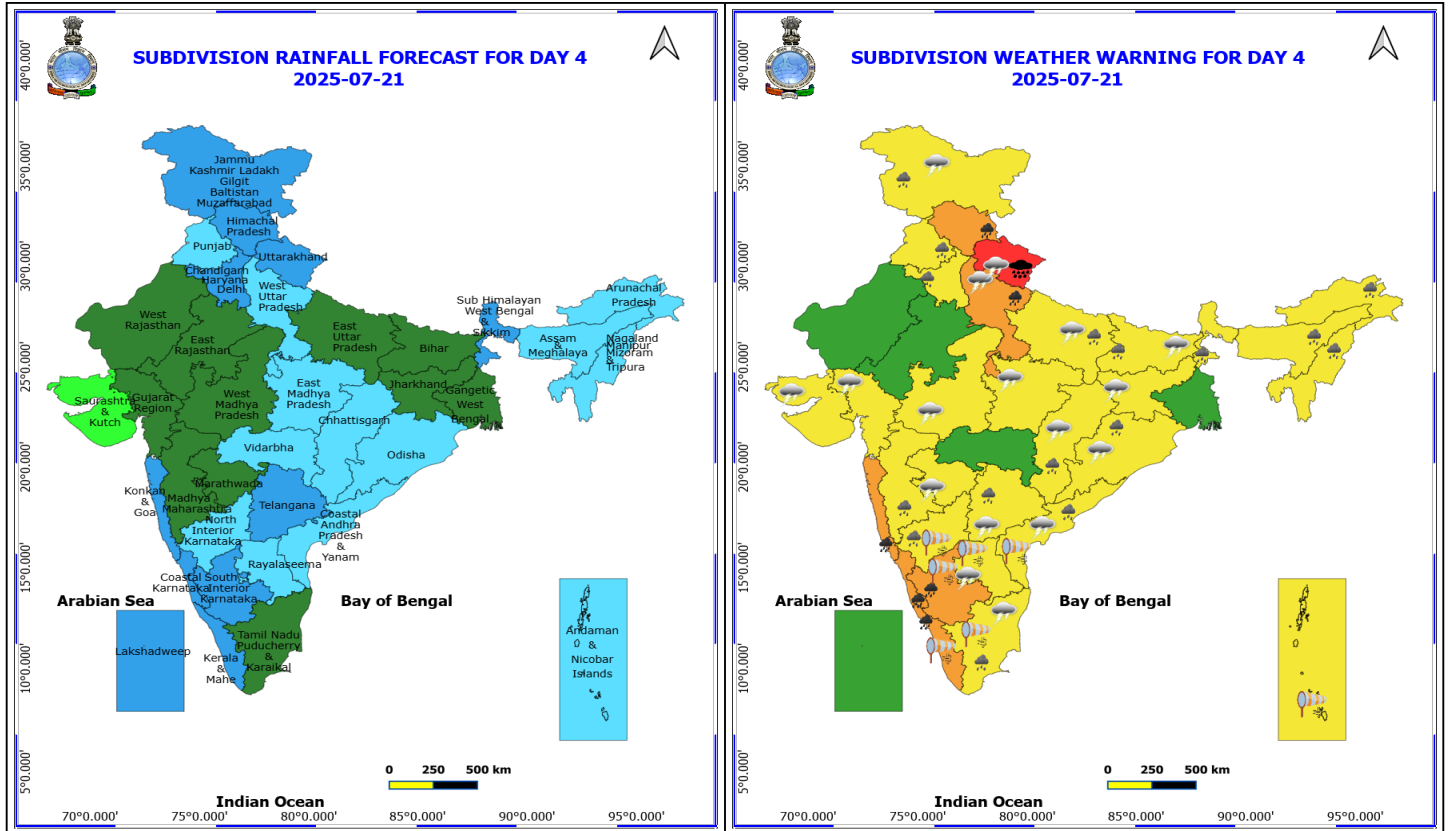 SUBDIVISION RAINFALL FORECAST FOR DAY 4
2025-07-21
40°0.000'
35°0.000'
30°0.000'
25°0.000'
20°0.000'
15°0.000'
10°0.000'
5°0.000'
Jammu
Kashmir Ladakh
Gilgit
Baltistan
Muzaffarabad
Himachal
Pradesh
Punjab
Uttarakhand
Chandigarh
Haryana
Delhi
West
Uttar
Pradesh
West
Rajasthan
East
Rajasthan
East
Uttar
Pradesh
Bihar
Sub Himalayan
West Bengal
&
Sikkim
Arunachal
Pradesh
Assam
&
Meghalaya
Nagaland
Manipur
Mizoram
&
Tripura
Jharkhand
Gangetic
West
Bengal
Saurashtra
&
Kutch
Gujarat
Region
West
Madhya
Pradesh
East
Madhya
Pradesh
Chhattisgarh
Vidarbha
Odisha
Konkan
&
Goa
Madhya
Maharashtra
Marathwada
Telangana
North
Interior
Karnataka
Coastal
Andhra
Pradesh
&
Yanam
Rayalaseema
Coastal
Karnataka
South
Interior
Karnataka
Tamil Nadu
Puducherry
&
Karaikal
Kerala
&
Mahe
Arabian Sea
Lakshadweep
Bay of Bengal
Andaman
&
Nicobar
Islands
0 250 500 km
Indian Ocean
70°0.000' 75°0.000' 80°0.000' 85°0.000' 90°0.000' 95°0.000'
SUBDIVISION WEATHER WARNING FOR DAY 4
2025-07-21
40°0.000'
35°0.000'
30°0.000'
25°0.000'
20°0.000'
15°0.000'
10°0.000'
5°0.000'
Arabian Sea
Bay of Bengal
0 250 500 km
Indian Ocean
70°0.000' 75°0.000' 80°0.000' 85°0.000' 90°0.000' 95°0.000'